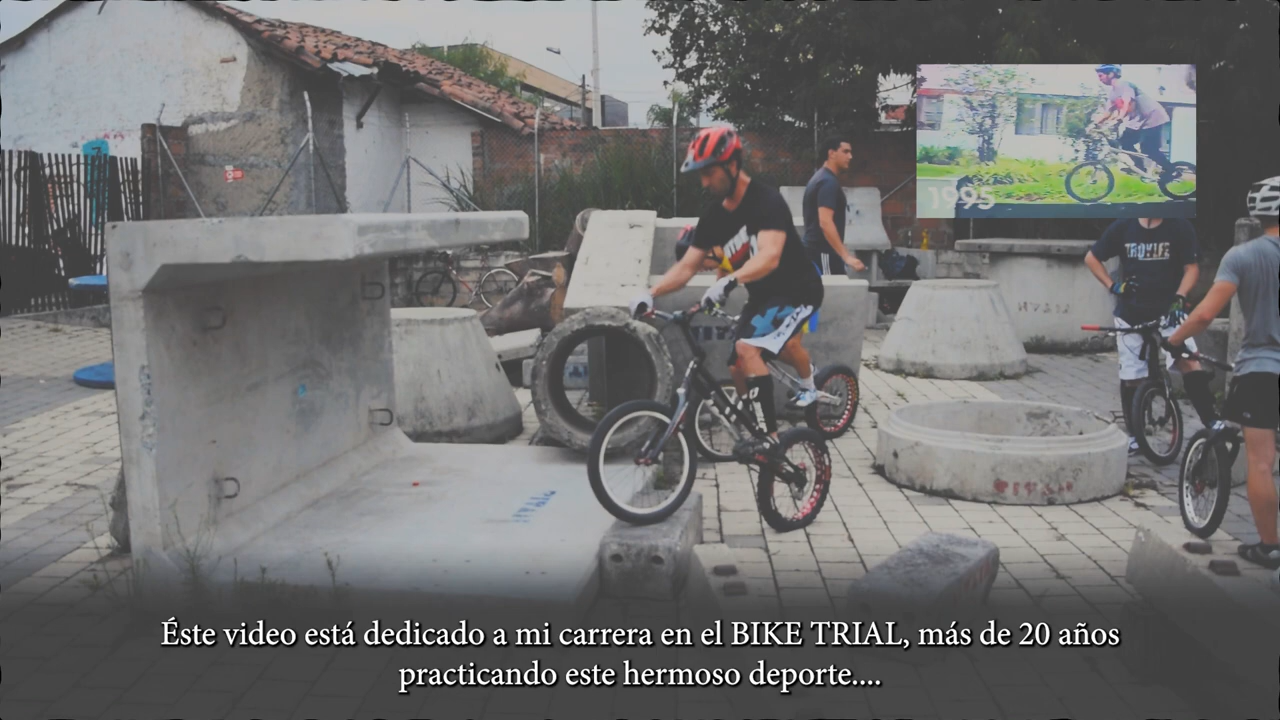 1995
TROYLEE
Éste video está dedicado a mi carrera en el BIKE TRIAL, más de 20 años
practicando este hermoso deporte....